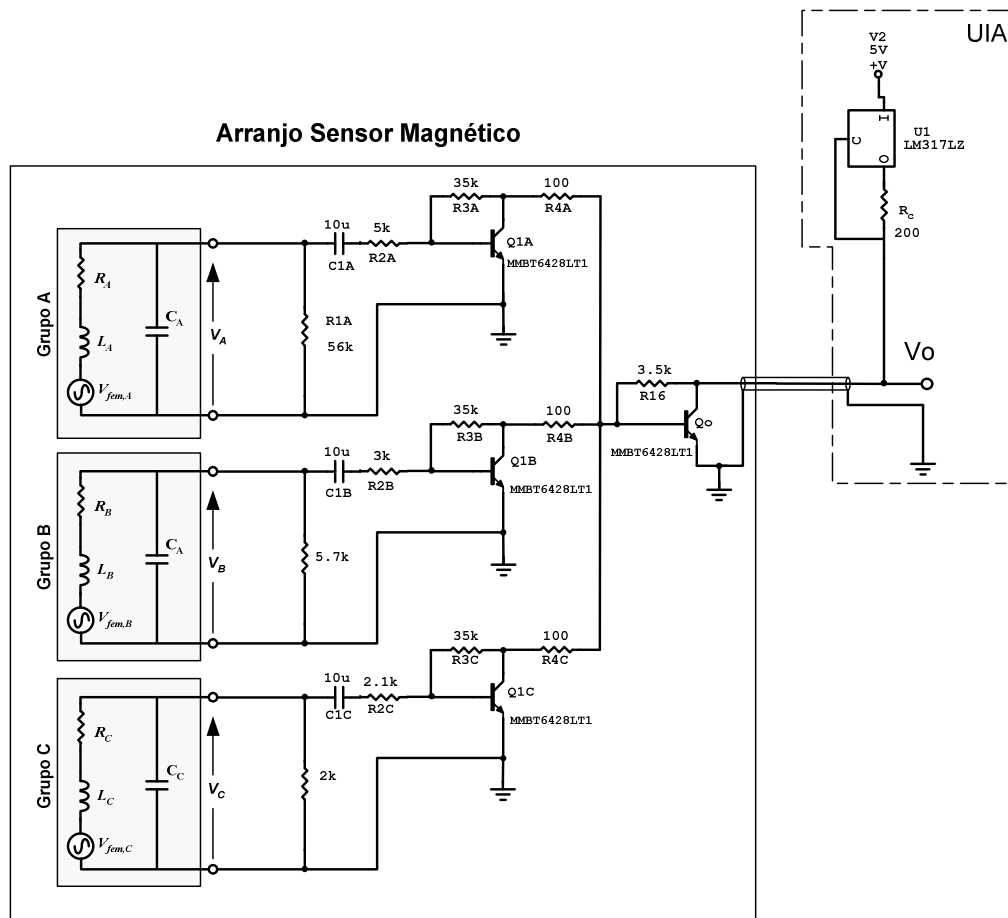 UIA
V2
5V
+V
I
C
O
U1
LM317LZ
Rc
200
Vo
Arranjo Sensor Magnético
Grupo A
RA
LA
Vfem,A
CA
VA
R1A
56k
10u
C1A
5k
R2A
35k
R3A
100
R4A
Q1A
MMBT6428LT1
Grupo B
RB
LB
Vfem,B
CA
VB
5.7k
10u
C1B
3k
R2B
35k
R3B
100
R4B
Q1B
MMBT6428LT1
3.5k
R16
Qo
MMBT6428LT1
Grupo C
RC
LC
Vfem,C
CC
VC
2k
10u
C1C
2.1k
R2C
35k
R3C
100
R4C
Q1C
MMBT6428LT1